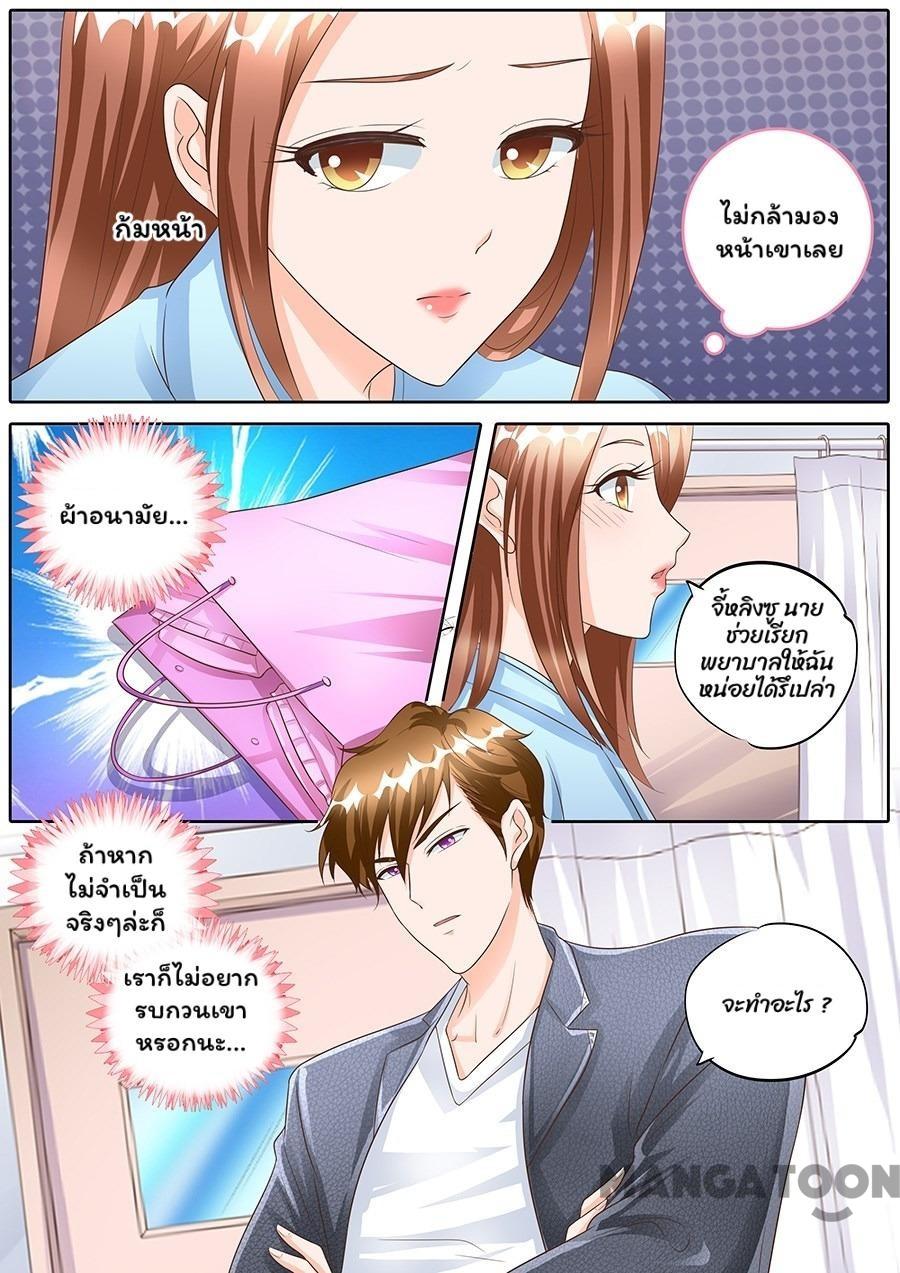 ก้มหน้า
ไม่กล้ามอง
หน้าเขาเลย
ผ้าอนามัย...
จี้หลิงซู นาย
ช่วยเรียก
พยาบาลให้ฉัน
หน่อยได้รึเปล่า
ถ้าหาก
ไม่จำเป็น
จริงๆล่ะก็
เราก็ไม่อยาก
รบกวนเขา
หรอกนะ...
จะทำอะไร ?
MANGATOON